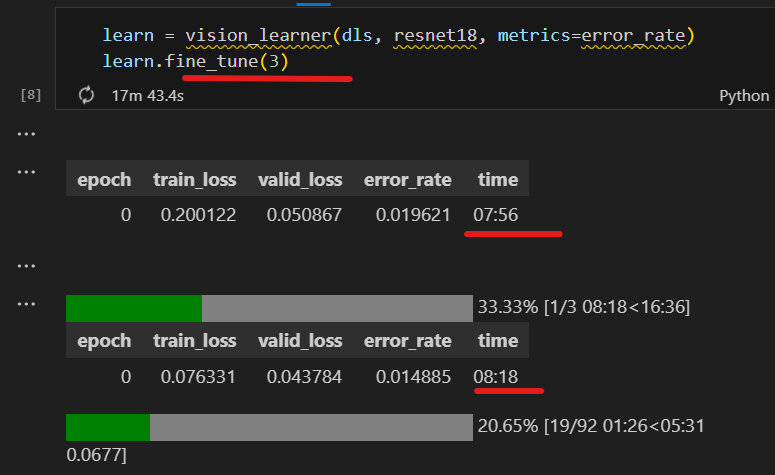 learn = vision_learner(dls, resnet18, metrics=error_rate)
learn.fine_tune(3)
[8] 17m 43.4s Python
...
...
epoch train_loss valid_loss error_rate time
0 0.200122 0.050867 0.019621 07:56
...
...
33.33% [1/3 08:18<16:36]
epoch train_loss valid_loss error_rate time
0 0.076331 0.043784 0.014885 08:18
20.65% [19/92 01:26<05:31
0.0677]